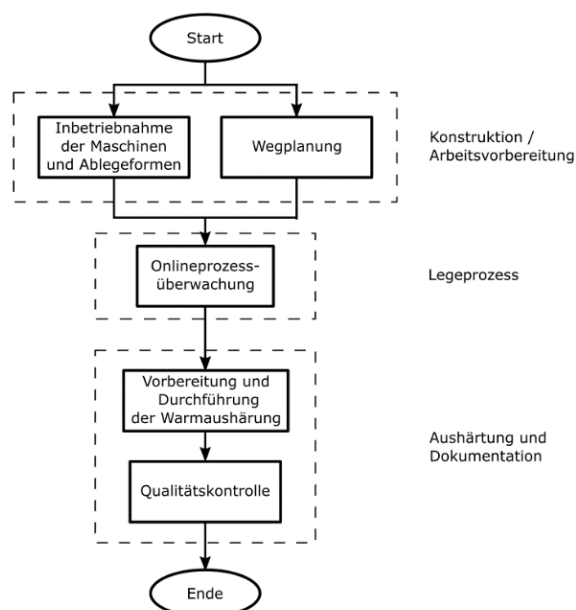 Start
Inbetriebnahme
der Maschinen
und Ablegeformen
Wegplanung
Konstruktion /
Arbeitsvorbereitung
Onlineprozess-
überwachung
Legeprozess
Vorbereitung und
Durchführung
der Warmaushärung
Qualitätskontrolle
Aushärtung und
Dokumentation
Ende